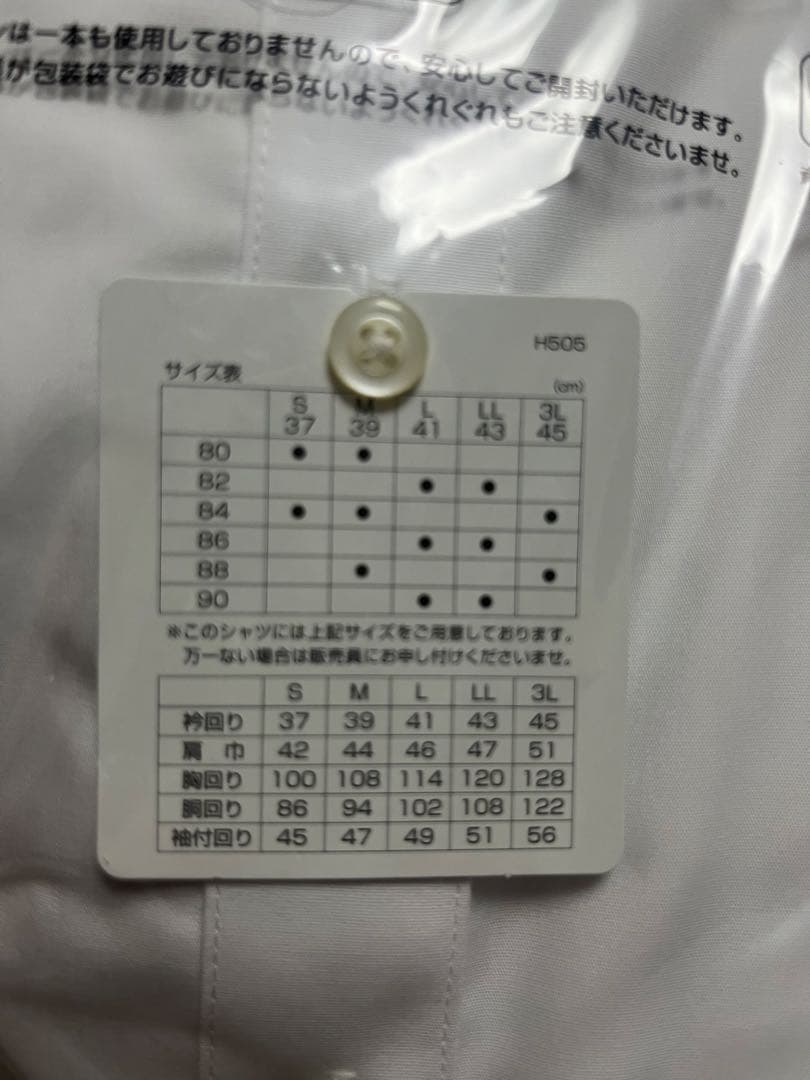 は一本も使用しておりませんので、安心してご開封いただけます。
が包装袋でお遊びにならないようくれぐれもご注意くださいませ。
H505
サイズ表
(cm)
S M L LL 3L
37 39 41 43 45
80 ● ●
82 ● ●
84 ● ● ●
86 ● ●
88 ● ●
90 ● ●
※このシャツには上記サイズをご用意しております。
万一ない場合は販売員にお申し付けくださいませ。
S M L LL 3L
衿回り 37 39 41 43 45
肩 巾 42 44 46 47 51
胸回り 100 108 114 120 128
胴回り 86 94 102 108 122
袖付回り 45 47 49 51 56